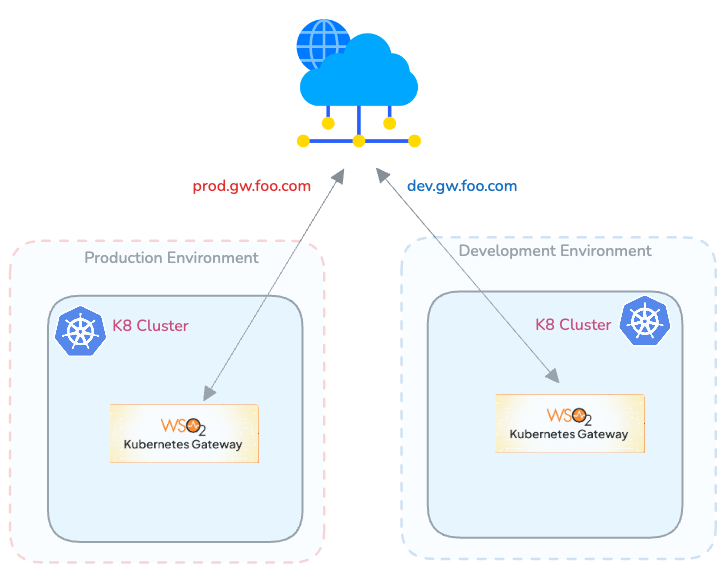 prod.gw.foo.com
dev.gw.foo.com
Production Environment
Development Environment
K8 Cluster
K8 Cluster
WSO2
Kubernetes Gateway
WSO2
Kubernetes Gateway